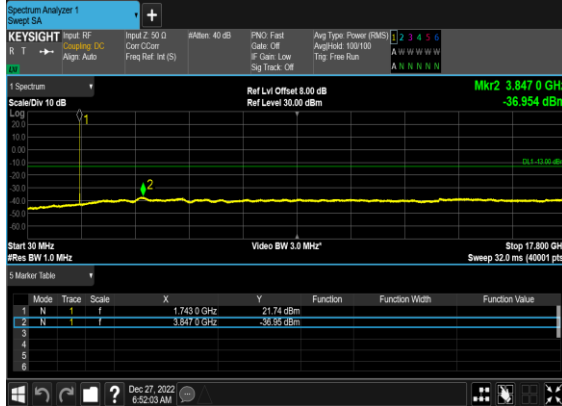 Spectrum Analyzer 1
Swept SA
+
KEYSIGHT
R T
Input: RF
Coupling: DC
Align: Auto
Input Z: 50 Ω
Corr CCorr
Freq Ref: Int (S)
#Atten: 40 dB
PNO: Fast
Gate: Off
IF Gain: Low
Sig Track: Off
Avg Type: Power (RMS)
Avg|Hold: 100/100
Trig: Free Run
1 2 3 4 5 6
A W W W W W
A N N N N N
1 Spectrum
Scale/Div 10 dB
Ref Lvl Offset 8.00 dB
Ref Level 30.00 dBm
Mkr2 3.847 0 GHz
-36.954 dBm
Log
20.0
10.0
0.00
-10.0
-20.0
-30.0
-40.0
-50.0
-60.0
1
2
DL1 -13.00 dBm
Start 30 MHz
#Res BW 1.0 MHz
Video BW 3.0 MHz*
Stop 17.800 GH
Sweep 32.0 ms (40001 pts
5 Marker Table
Mode Trace Scale X Y Function Function Width Function Value
1 N 1 f 1.743 0 GHz 21.74 dBm
2 N 1 f 3.847 0 GHz -36.95 dBm
3
4
5
6
?
Dec 27, 2022
6:52:03 AM